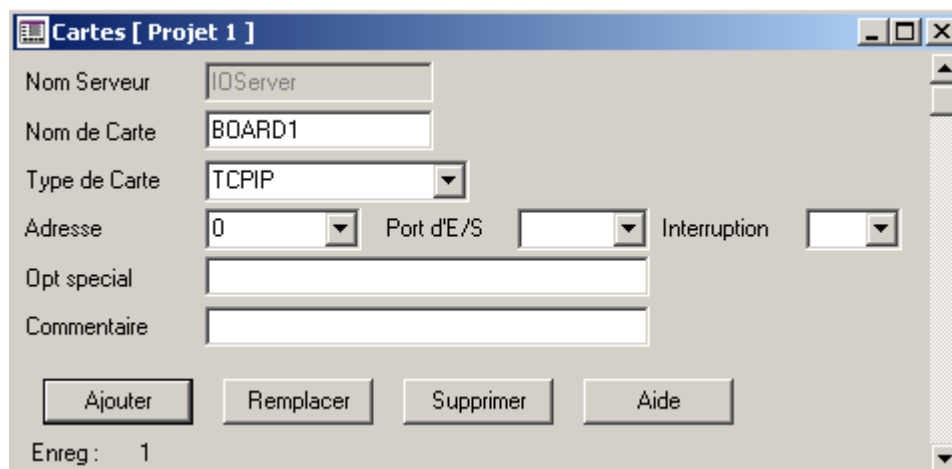 Cartes [ Projet 1 ]
Nom Serveur IOServer
Nom de Carte BOARD1
Type de Carte TCPIP
Adresse 0 Port d'E/S Interruption
Opt special
Commentaire
Ajouter Remplacer Supprimer Aide
Enreg : 1